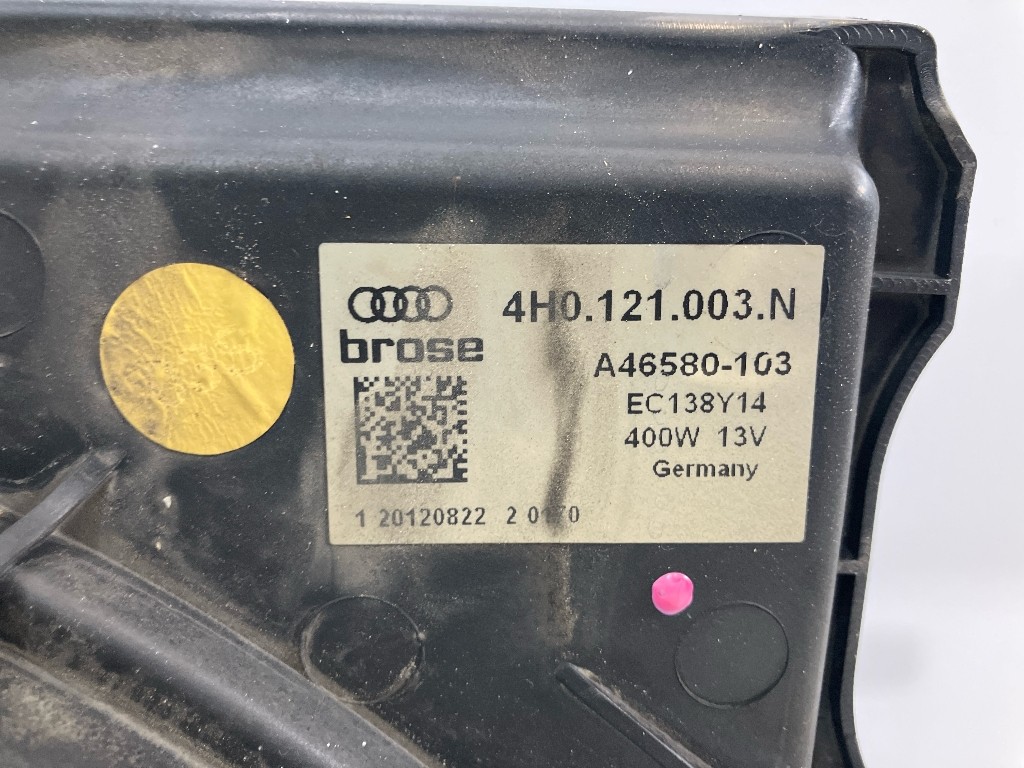 4H0.121.003.N
brose
A46580-103
EC138Y14
400W 13V
Germany
1 20120822 2